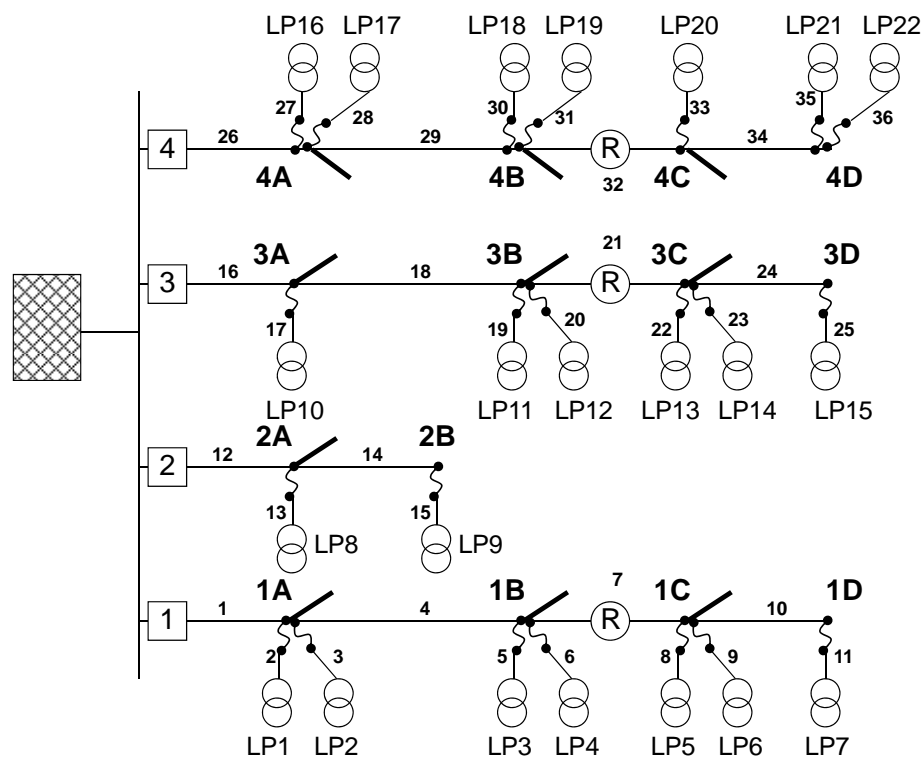 LP16 LP17 LP18 LP19 LP20 LP21 LP22
27 28 30 31 33 35 36
4 26 29 R 34
4A 4B 32 4C 4D
21
3A 3B 3C 3D
3 16 18 R 24
17 19 20 22 23 25
LP10 LP11 LP12 LP13 LP14 LP15
2A 2B
2 12 14
13 15
LP8 LP9
7
1A 1B 1C 1D
1 1 4 R 10
2 3 5 6 8 9 11
LP1 LP2 LP3 LP4 LP5 LP6 LP7